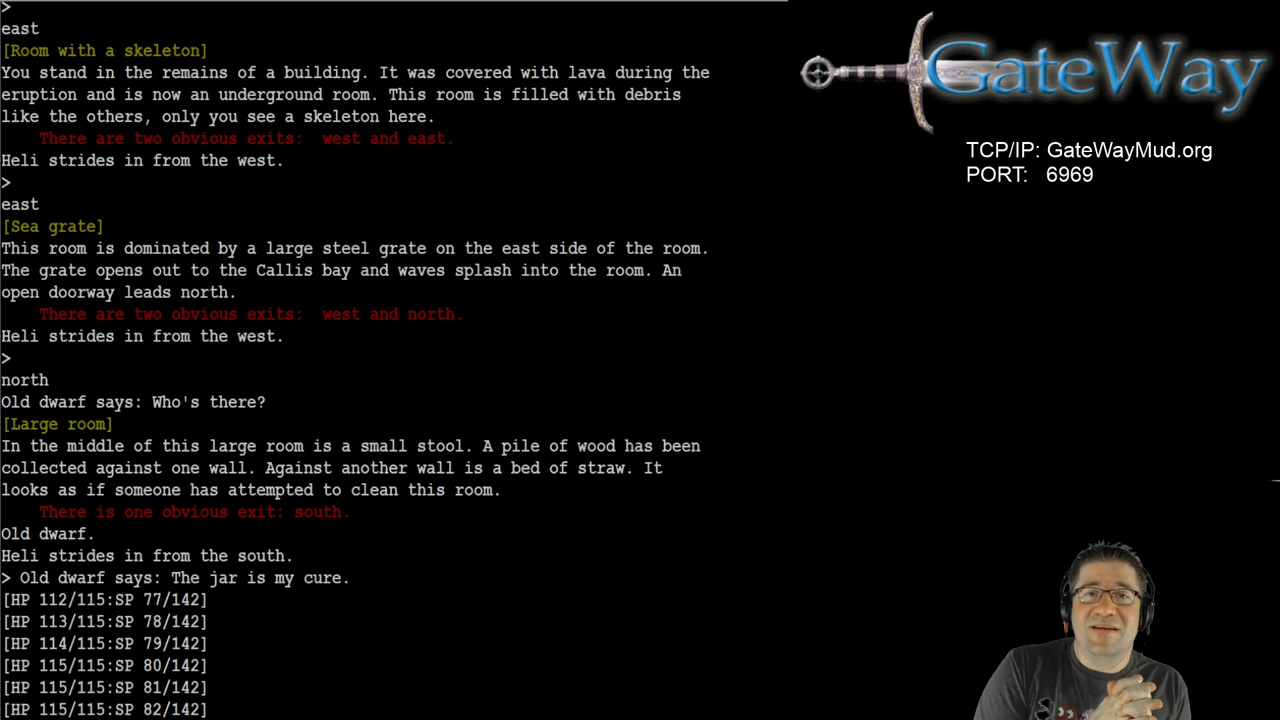 >
east
[Room with a skeleton]
You stand in the remains of a building. It was covered with lava during the
eruption and is now an underground room. This room is filled with debris
like the others, only you see a skeleton here.
There are two obvious exits:  west and east.
Heli strides in from the west.
>
east
[Sea grate]
This room is dominated by a large steel grate on the east side of the room.
The grate opens out to the Callis bay and waves splash into the room. An
open doorway leads north.
There are two obvious exits:  west and north.
Heli strides in from the west.
>
north
Old dwarf says: Who's there?
[Large room]
In the middle of this large room is a small stool. A pile of wood has been
collected against one wall. Against another wall is a bed of straw. It
looks as if someone has attempted to clean this room.
There is one obvious exit: south.
Old dwarf.
Heli strides in from the south.
> Old dwarf says: The jar is my cure.
[HP 112/115:SP 77/142]
[HP 113/115:SP 78/142]
[HP 114/115:SP 79/142]
[HP 115/115:SP 80/142]
[HP 115/115:SP 81/142]
[HP 115/115:SP 82/142]
GateWay
TCP/IP: GateWayMud.org
PORT:   6969